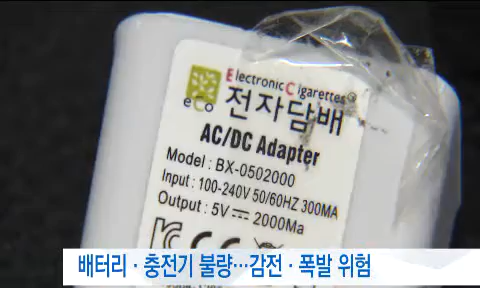 Electronic Cigarettes®
eco
전자담배
AC/DC Adapter
Model : BX-0502000
Input : 100-240V 50/60HZ 300MA
Output : 5V ⎓ 2000Ma
배터리·충전기 불량…감전·폭발 위험